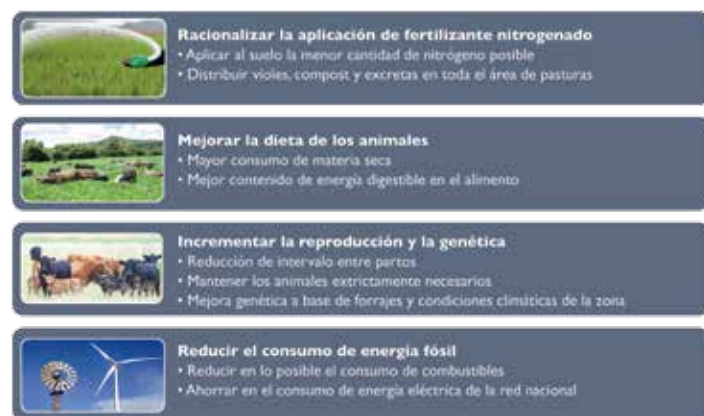 Racionalizar la aplicación de fertilizante nitrogenado
• Aplicar al suelo la menor cantidad de nitrógeno posible
• Distribuir violes, compost y excretas en toda el área de pasturas
Mejorar la dieta de los animales
• Mayor consumo de materia seca
• Mejor contenido de energía digestible en el alimento
Incrementar la reproducción y la genética
• Reducción de intervalo entre partos
• Mantener los animales extrictamente necesarios
• Mejora genética a base de forrajes y condiciones climáticas de la zona
Reducir el consumo de energía fósil
• Reducir en lo posible el consumo de combustibles
• Ahorrar en el consumo de energía eléctrica de la red nacional